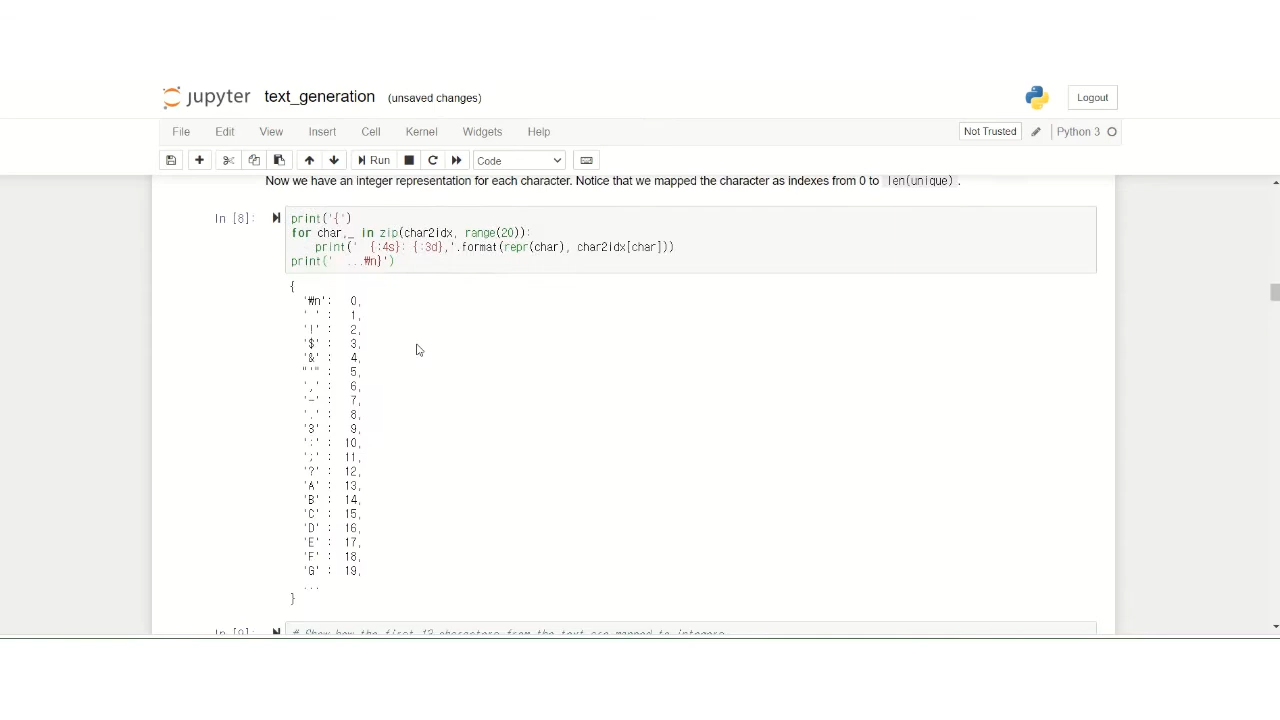 jupyter text_generation (unsaved changes) Logout
File Edit View Insert Cell Kernel Widgets Help Not Trusted Python 3
Run Code
Now we have an integer representation for each character. Notice that we mapped the character as indexes from 0 to len(unique) .
In [8]: print('{')
for char,_ in zip(char2idx, range(20)):
    print('  {:4s}: {:3d},'.format(repr(char), char2idx[char]))
print('  ...₩n}')
{
  '₩n':   0,
  ' ' :   1,
  '!' :   2,
  '$' :   3,
  '&' :   4,
  "'" :   5,
  ',' :   6,
  '-' :   7,
  '.' :   8,
  '3' :   9,
  ':' :  10,
  ';' :  11,
  '?' :  12,
  'A' :  13,
  'B' :  14,
  'C' :  15,
  'D' :  16,
  'E' :  17,
  'F' :  18,
  'G' :  19,
  ...
}
In [9]: # Show how the first 13 characters from the text are mapped to integers